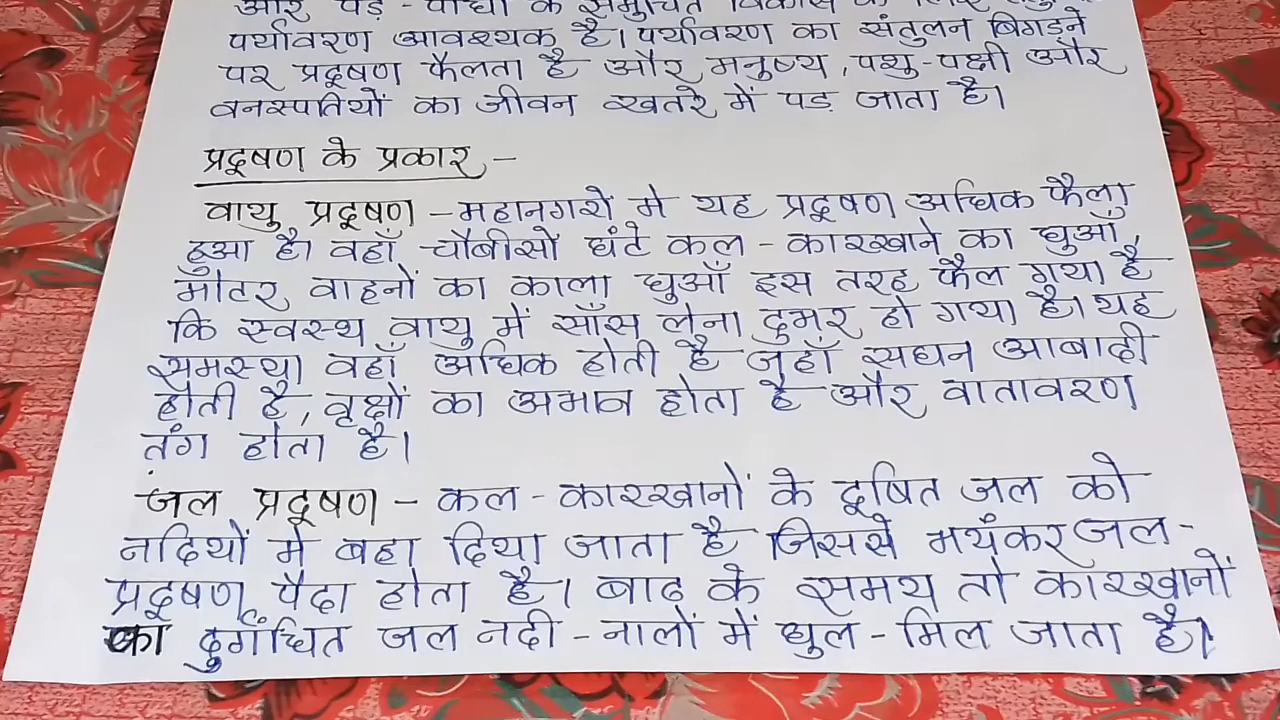 और पेड़ - पौधों के समुचित विकास के लिए
पर्यावरण आवश्यक है। पर्यावरण का संतुलन बिगड़ने
पर प्रदूषण फैलता है और मनुष्य, पशु-पक्षी और
वनस्पतियों का जीवन खतरे में पड़ जाता है।
प्रदूषण के प्रकार -
वायु प्रदूषण - महानगरो मे यह प्रदूषण अधिक फैला
हुआ है। वहाँ चौबीसो घंटे कल - कारखाने का धुआँ,
मोटर वाहनों का काला धुआँ इस तरह फैल गया है
कि स्वस्थ वायु में साँस लेना दुभर हो गया है। यह
समस्या वहाँ अधिक होती है जहाँ सघन आबादी
होती है, वृक्षों का अभाव होता है और वातावरण
तंग होता है।
जल प्रदूषण - कल - कारखानों के दूषित जल को
नदियों में बहा दिया जाता है जिससे भयंकर जल-
प्रदूषण पैदा होता है। बाढ के समय तो कारखानों
का दुर्गंधित जल नदी - नालों में घुल - मिल जाता है।